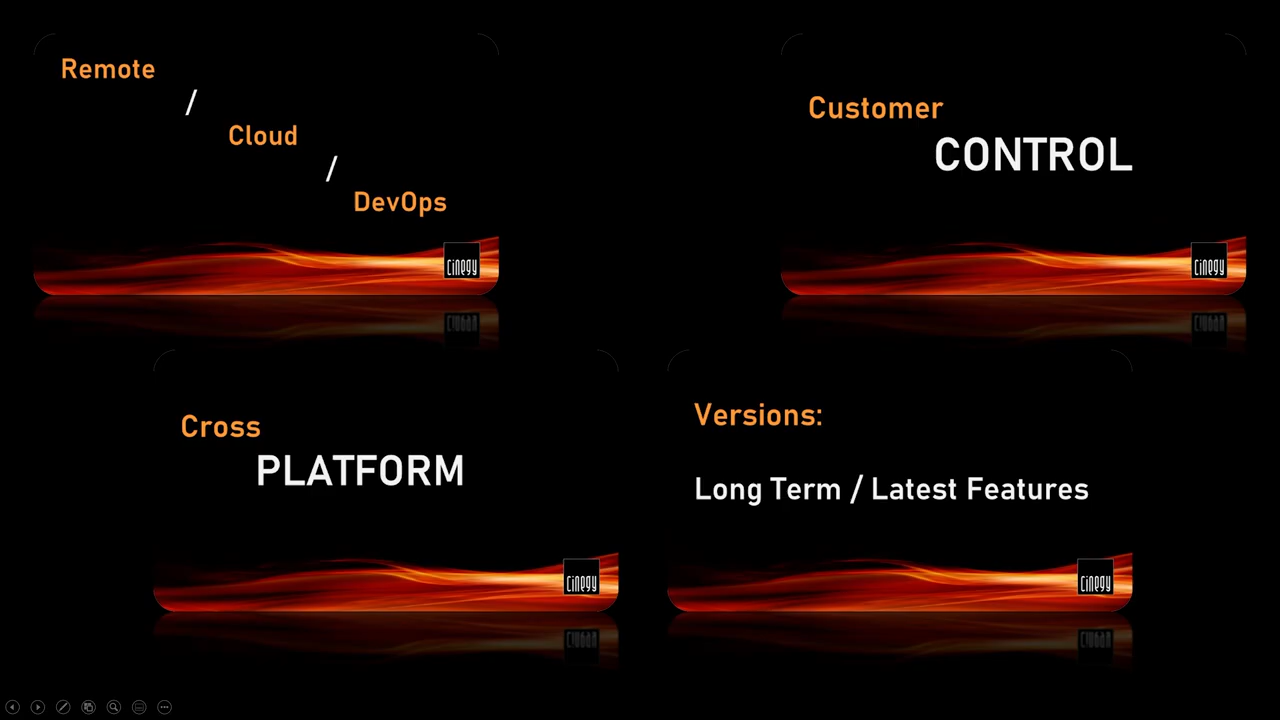 Remote
/
Cloud
/
DevOps
cinegy
Customer
CONTROL
cinegy
Cross
PLATFORM
cinegy
Versions:
Long Term / Latest Features
cinegy